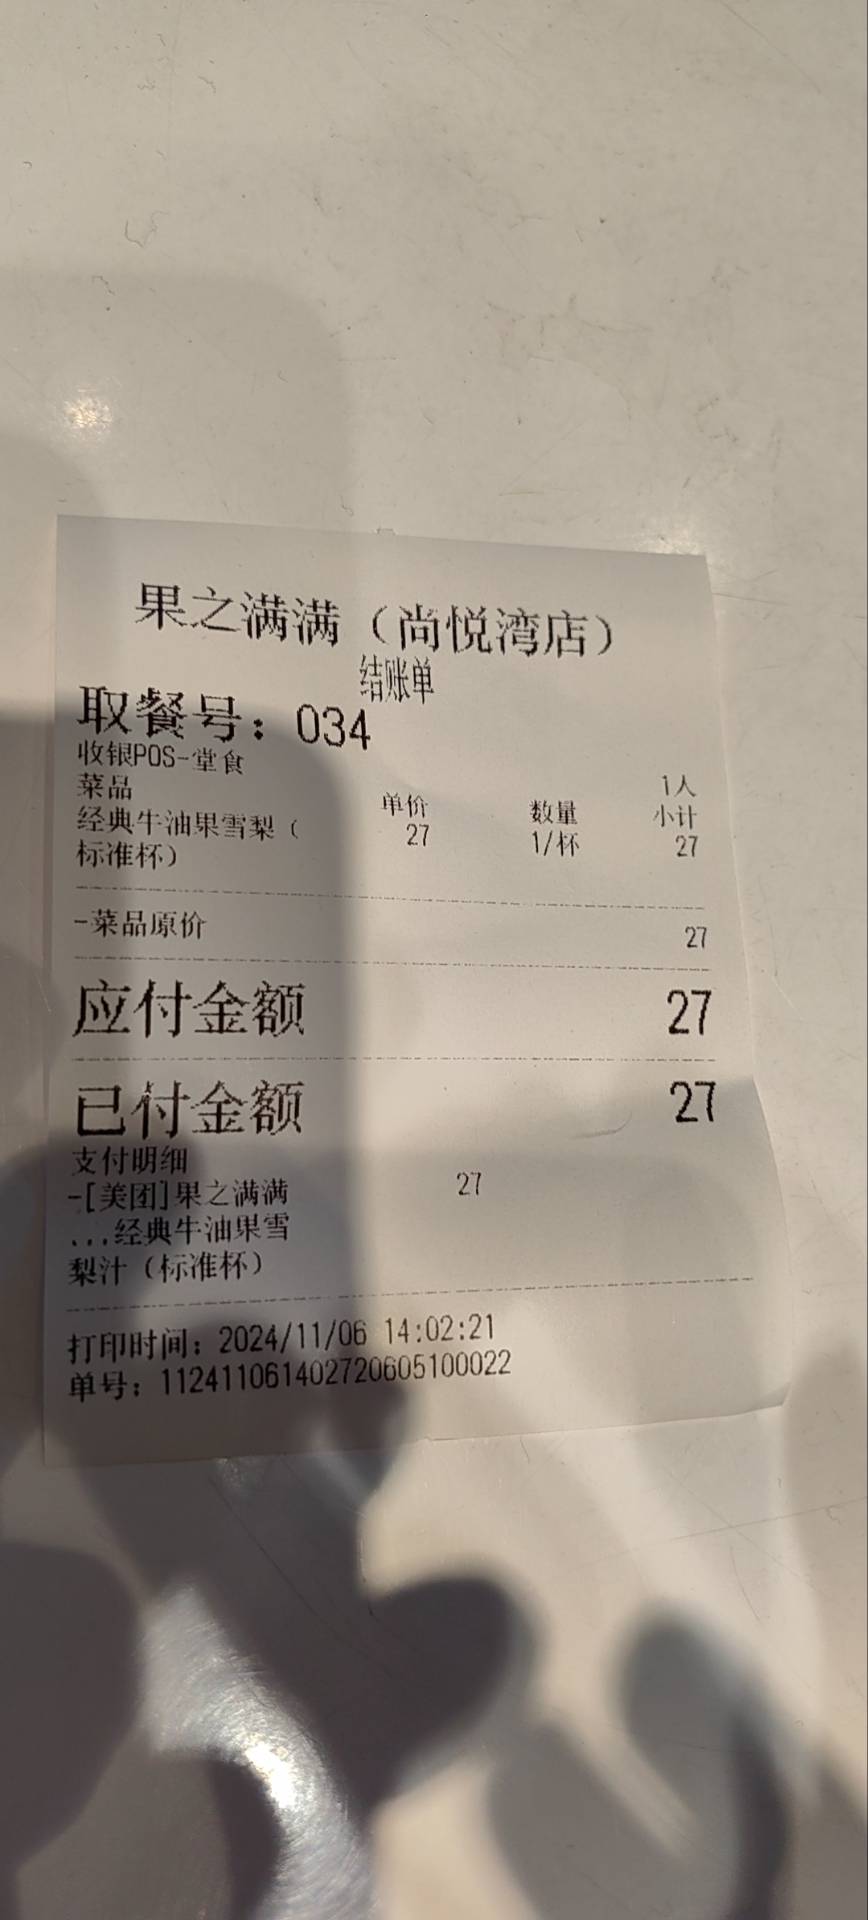 果之满满（尚悦湾店）
结账单
取餐号：034
收银POS-堂食 1人
菜品 单价 数量 小计
经典牛油果雪梨（ 27 1/杯 27
标准杯）
-菜品原价 27
应付金额 27
已付金额 27
支付明细
-[美团]果之满满 27
...经典牛油果雪
梨汁（标准杯）
打印时间：2024/11/06 14:02:21
单号：112411061402720605100022